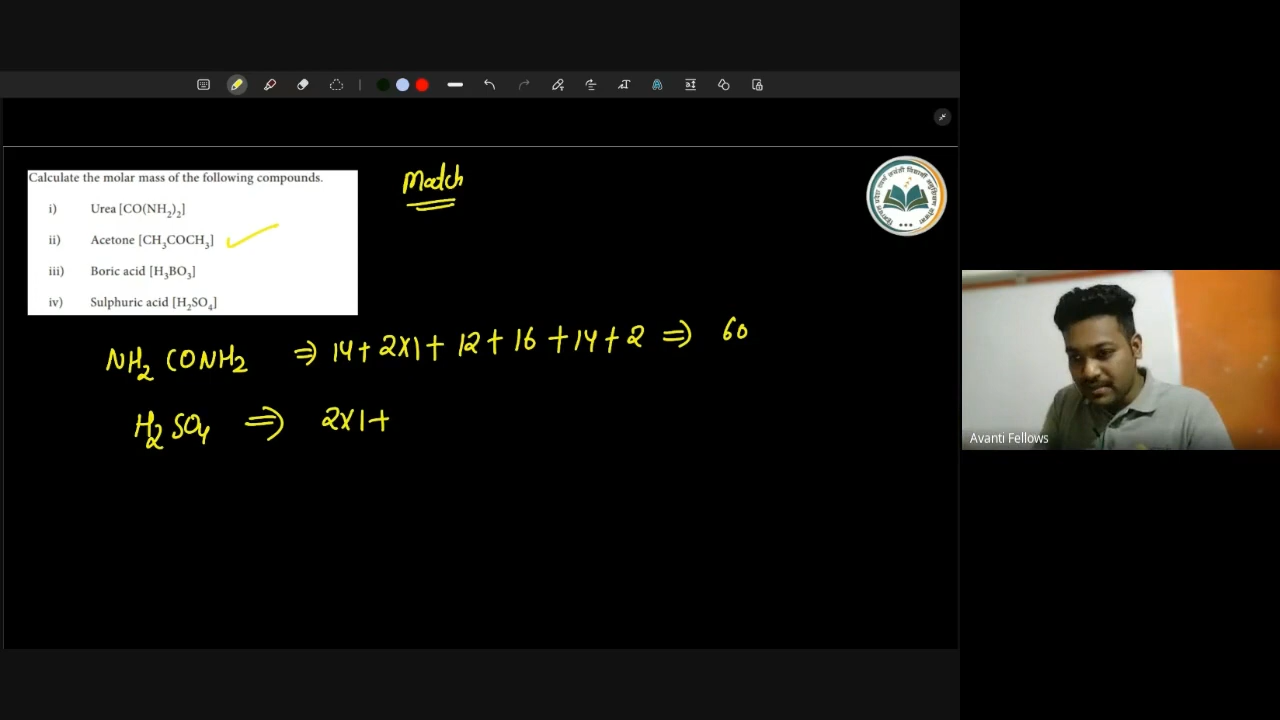 Match
Calculate the molar mass of the following compounds.
i) Urea [CO(NH₂)₂]
ii) Acetone [CH₃COCH₃]
iii) Boric acid [H₃BO₃]
iv) Sulphuric acid [H₂SO₄]
NH₂ CONH₂ ⇒ 14 + 2×1 + 12 + 16 + 14 + 2 ⇒ 60
H₂SO₄ ⇒ 2×1 +
Avanti Fellows